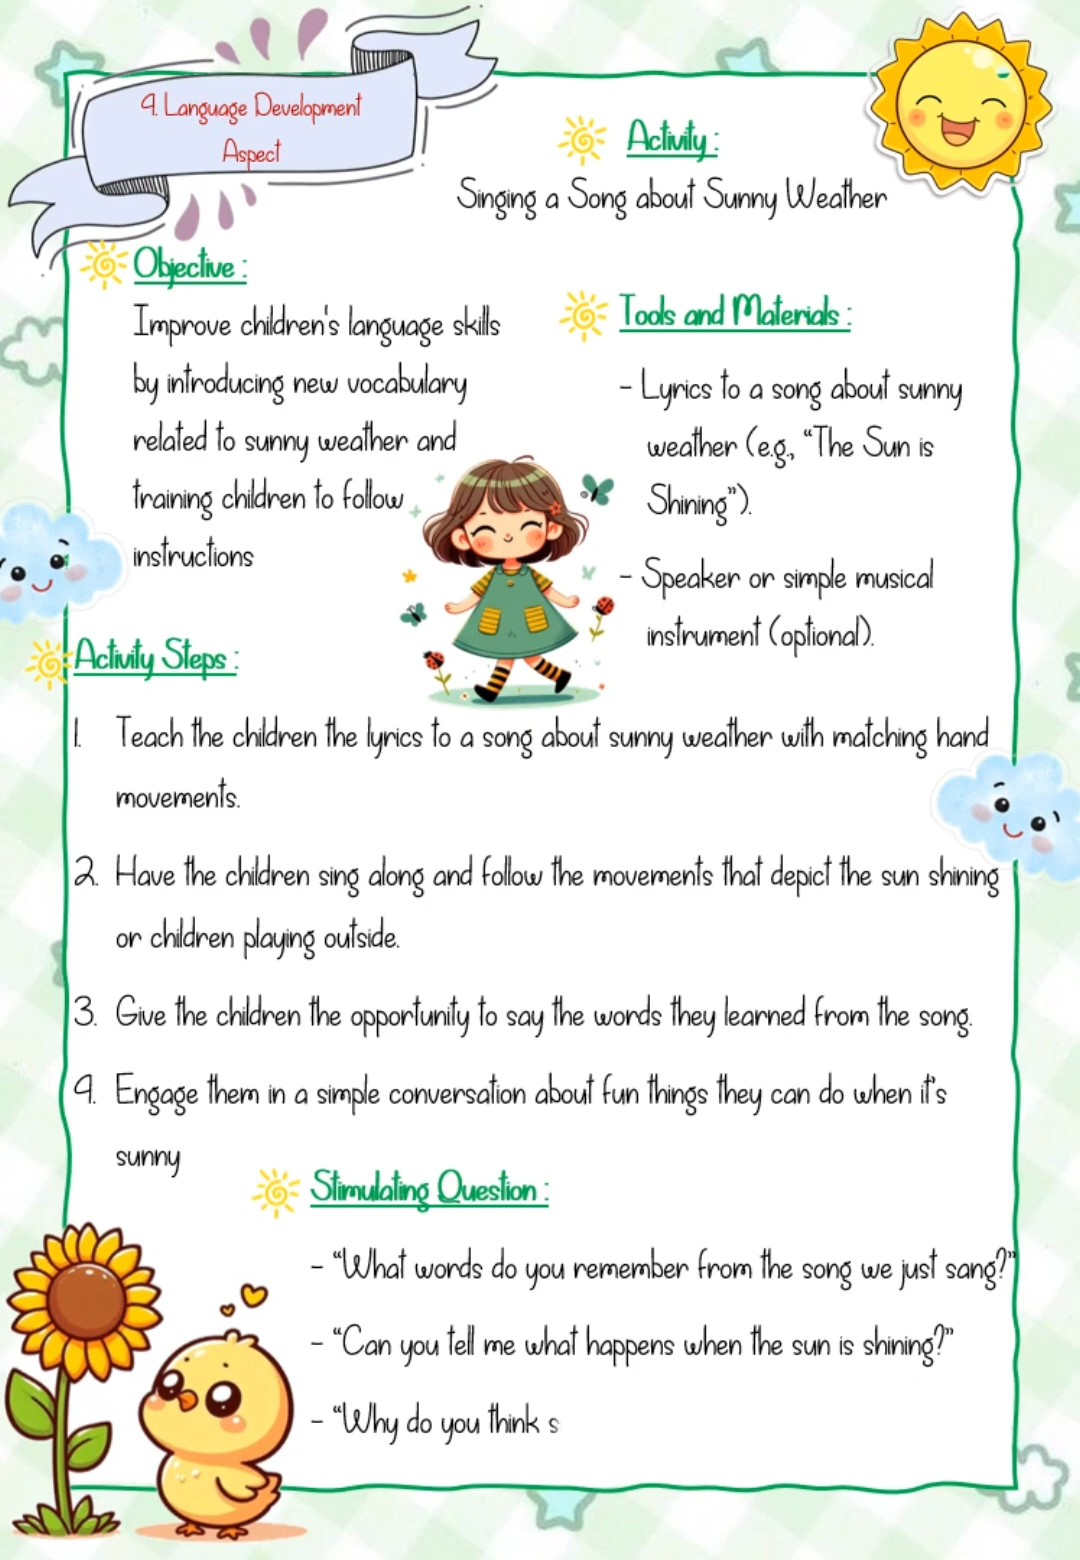 4. Language Development
Aspect
Activity :
Singing a Song about Sunny Weather
Objective :
Improve children's language skills
by introducing new vocabulary
related to sunny weather and
training children to follow
instructions
Tools and Materials :
- Lyrics to a song about sunny
weather (e.g., “The Sun is
Shining”).
- Speaker or simple musical
instrument (optional).
Activity Steps :
1. Teach the children the lyrics to a song about sunny weather with matching hand
movements.
2. Have the children sing along and follow the movements that depict the sun shining
or children playing outside.
3. Give the children the opportunity to say the words they learned from the song.
4. Engage them in a simple conversation about fun things they can do when it's
sunny
Stimulating Question :
- “What words do you remember from the song we just sang?”
- “Can you tell me what happens when the sun is shining?”
- “Why do you think s